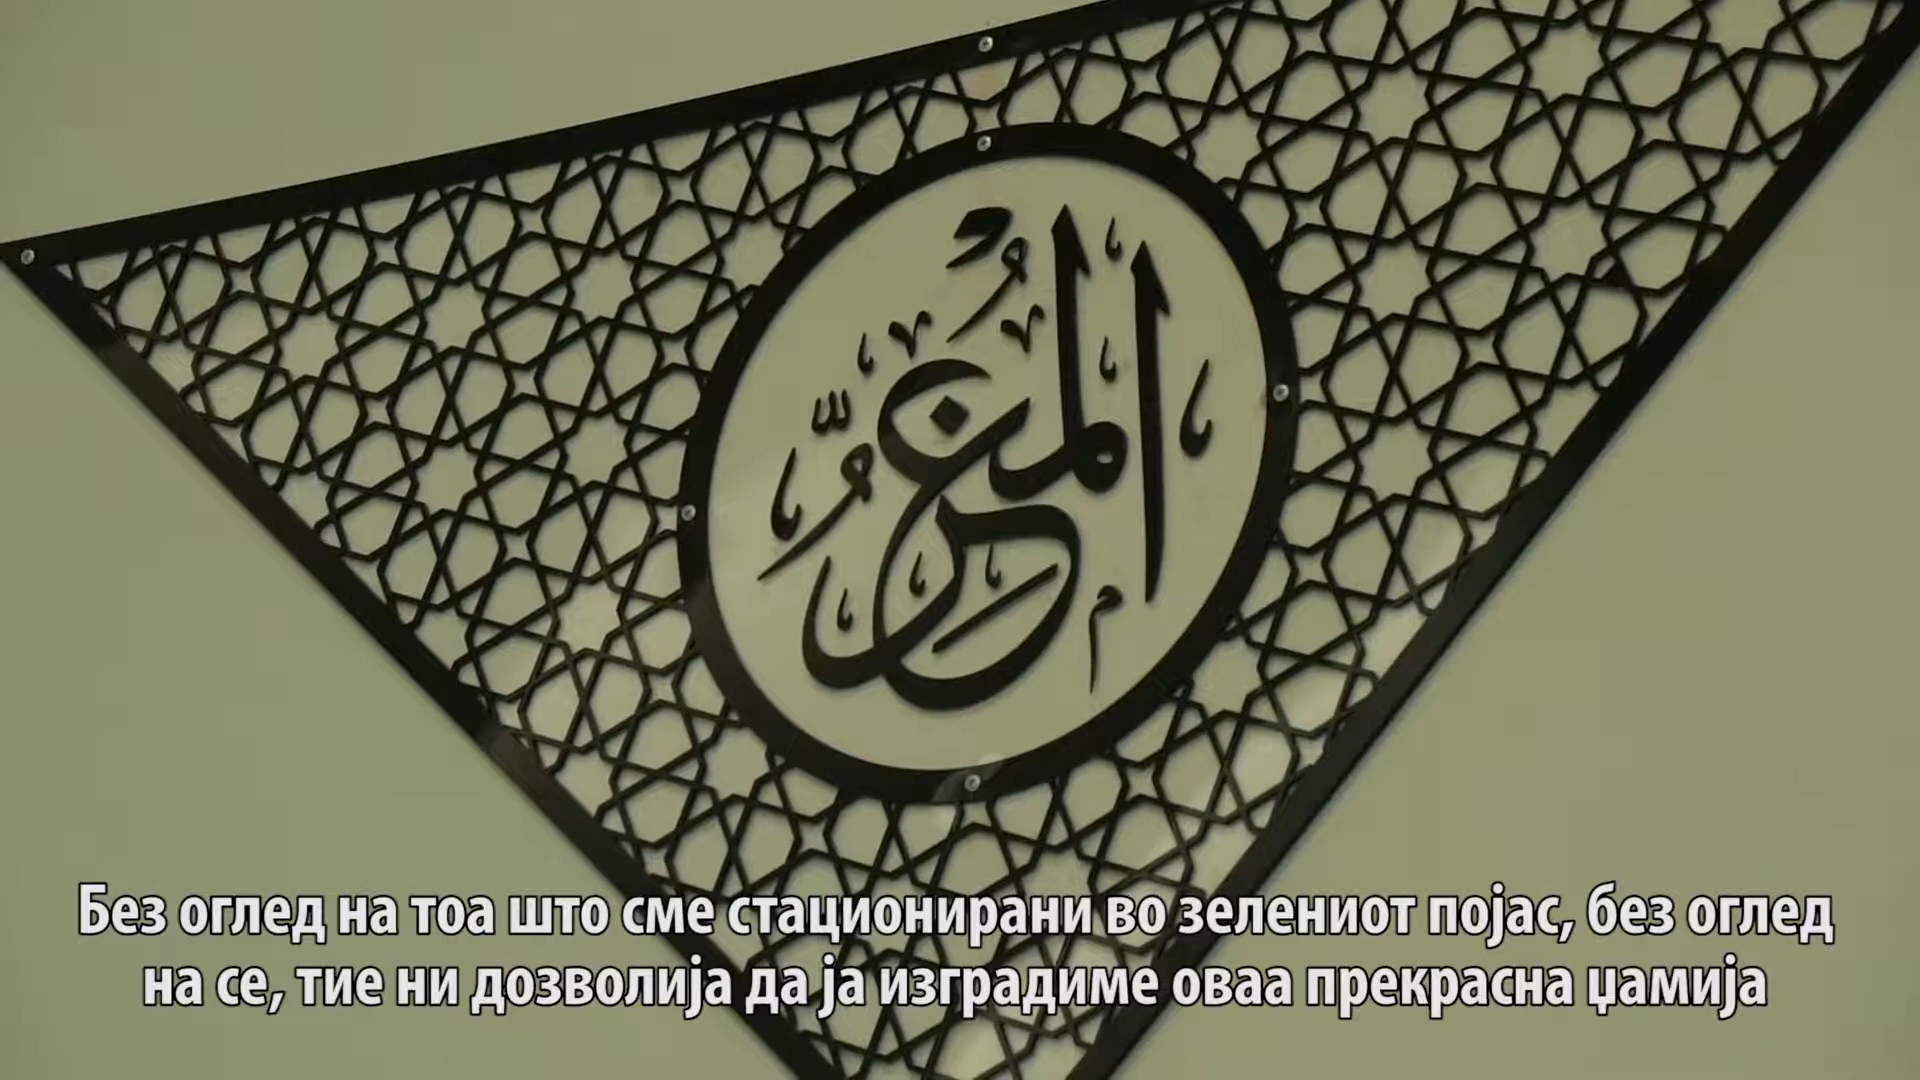 المُعِزُّ
Без оглед на тоа што сме стационирани во зелениот појас, без оглед
на се, тие ни дозволија да ја изградиме оваа прекрасна џамија